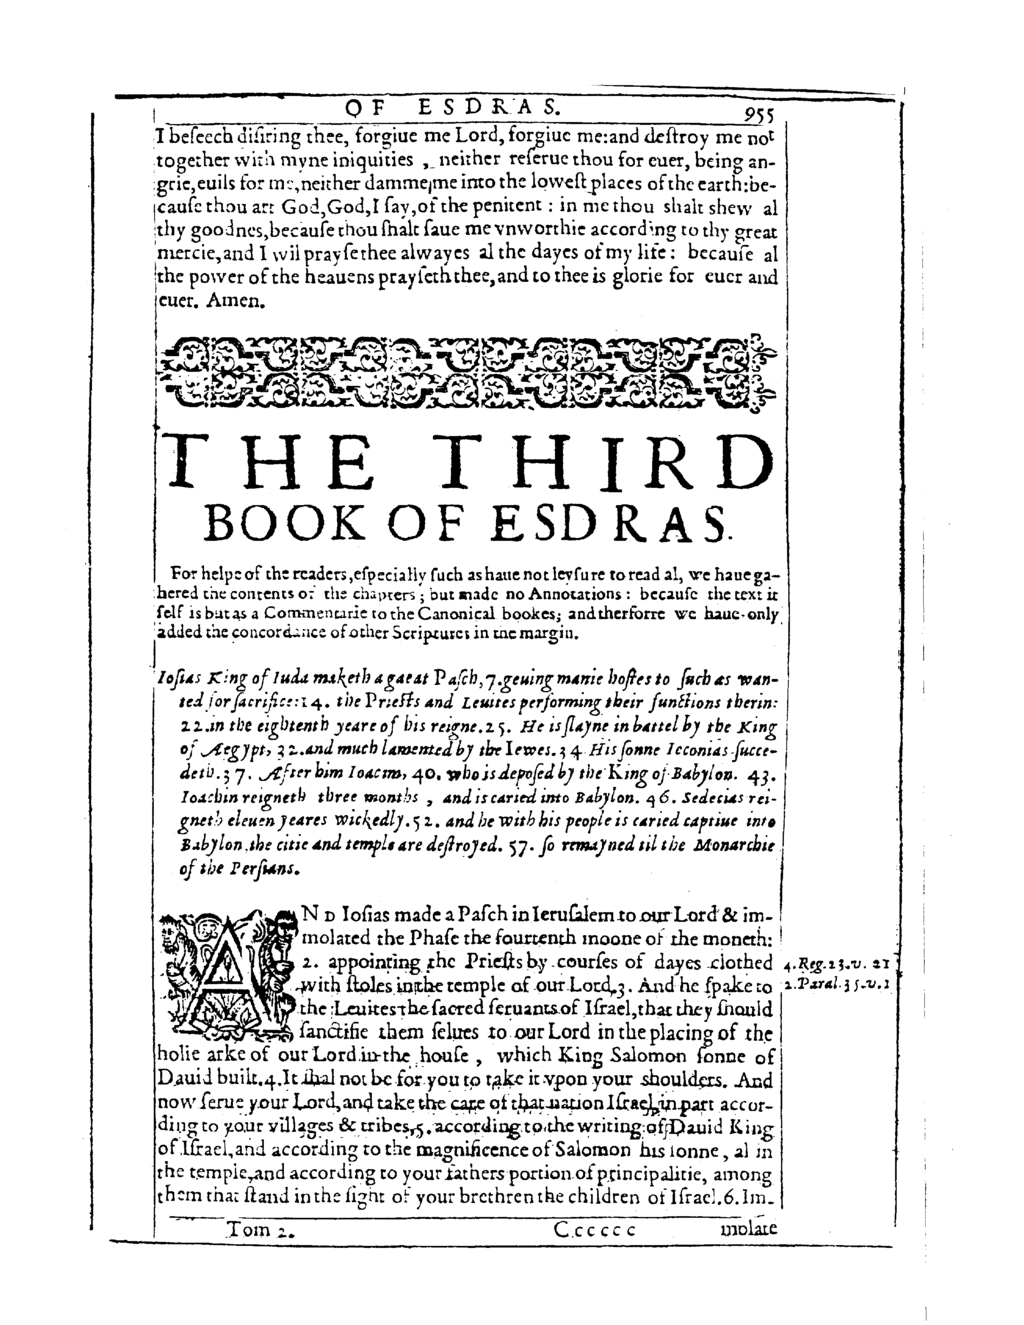 OF ESDRAS. 955
I beſeech diſiring thee, forgiue me Lord, forgiue me: and deſtroy me not
together with myne iniquities, neither reſerue thou for euer, being an-
grie, euils for me, neither damme me into the loweſt places of the earth: be-
cauſe thou art God, God, I ſay, of the penitent: in me thou shalt shew al
thy goodnes, becauſe thou ſhalt ſaue me vnworthie according to thy great
mercie, and I wil prayſe thee alwayes al the dayes of my life: becauſe al
the power of the heauens prayſeth thee, and to thee is glorie for euer and
euer. Amen.
THE THIRD
BOOK OF ESDRAS.
For helpe of the readers, eſpecially ſuch as haue not leyſure to read al, we haue ga-
hered the contents of the chapters; but made no Annotations: becauſe the text it
ſelf is but as a Commentarie to the Canonical bookes; and therforre we haue only
added the concordance of other Scriptures in the margin.
Ioſias King of Iuda maketh a great Paſch, 7. geuing manie hoſtes to ſuch as wan-
ted for ſacrifice: 14. the Prieſts and Leuites performing their functions therin:
22. in the eightenth yeare of his reigne. 25. He is ſlayne in battel by the King
of Ægypt, 32. and much lamented by the Iewes. 34. His ſonne Ieconias ſucce-
deth. 37. After him Ioacim, 40. who is depoſed by the King of Babylon. 43.
Ioachin reigneth three months, and is caried into Babylon. 46. Sedecias rei-
gneth eleuen yeares wickedly. 52. and he with his people is caried captiue into
Babylon, the citie and temple are deſtroyed. 57. ſo remayned til the Monarchie
of the Perſians.
AND Ioſias made a Paſch in Ieruſalem to our Lord & im-
molated the Phaſe the fourtenth moone of the moneth:
2. appointing the Prieſts by courſes of dayes clothed 4. Reg. 23. v. 21
with ſtoles in the temple of our Lord, 3. And he ſpake to 2. Paral. 35. v. 1
the Leuites the ſacred ſeruants of Iſrael, that they ſhould
ſanctifie them ſelues to our Lord in the placing of the
holie arke of our Lord in the houſe, which King Salomon ſonne of
Dauid built. 4. It ſhal not be for you to take it vpon your shoulders. And
now ſerue your Lord, and take the care of that nation Iſrael, in part accor-
ding to your villages & tribes, 5. according to the writing of Dauid King
of Iſrael, and according to the magnificence of Salomon his ſonne, al in
the temple, and according to your fathers portion of principalitie, among
them that ſtand in the ſight of your brethren the children of Iſrael. 6. Im-
Tom 2. Ccccc molate